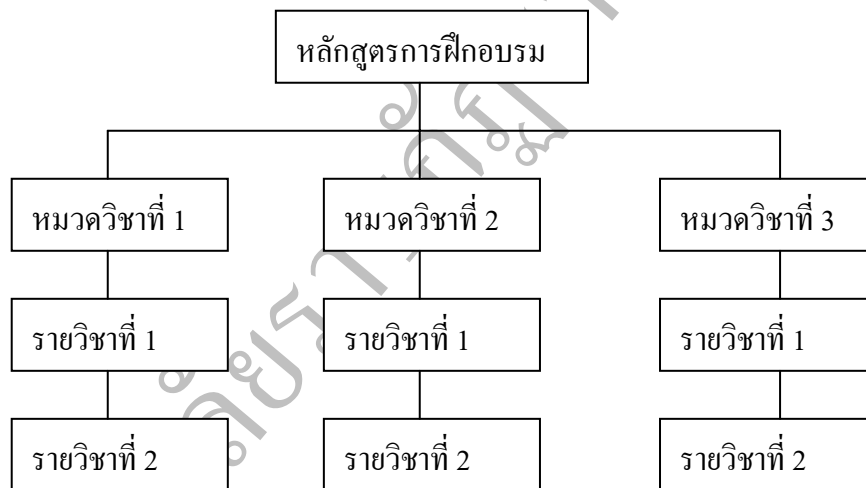 หลักสูตรการฝึกอบรม
หมวดวิชาที่ 1
หมวดวิชาที่ 2
หมวดวิชาที่ 3
รายวิชาที่ 1
รายวิชาที่ 1
รายวิชาที่ 1
รายวิชาที่ 2
รายวิชาที่ 2
รายวิชาที่ 2